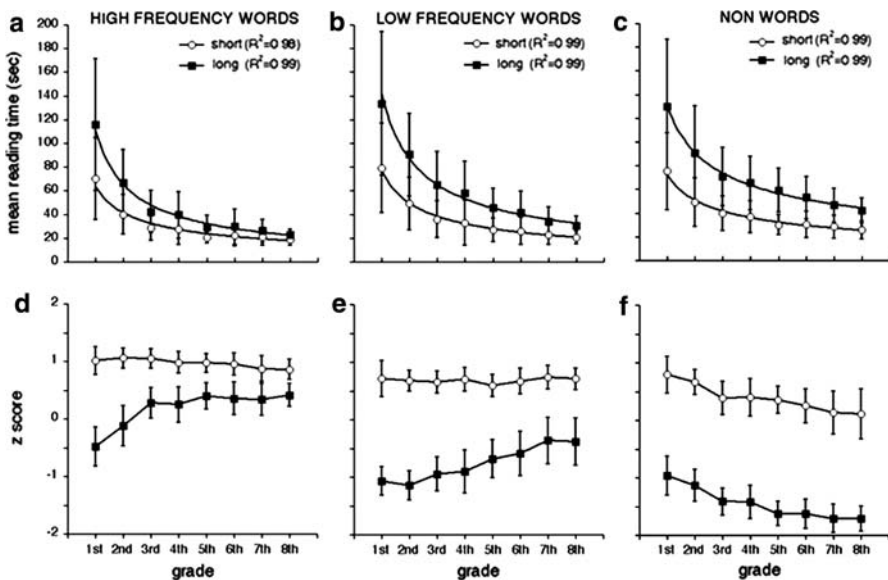 a HIGH FREQUENCY WORDS b LOW FREQUENCY WORDS c NON WORDS
mean reading time (sec)
200
180
160
140
120
100
80
60
40
20
0
short (R²=0 98)
long (R²=0 99)
short (R²=0 99)
long (R²=0 99)
short (R²=0 99)
long (R²=0 99)
d e f
z score
2
1
0
-1
-2
1st 2nd 3rd 4th 5th 6th 7th 8th 1st 2nd 3rd 4th 5th 6th 7th 8th 1st 2nd 3rd 4th 5th 6th 7th 8th
grade grade grade